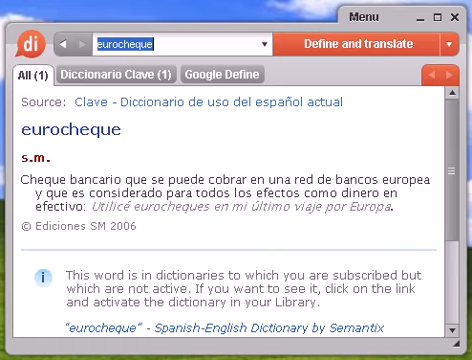 Menu
di
eurocheque
Define and translate
All (1)
Diccionario Clave (1)
Google Define
Source: Clave - Diccionario de uso del español actual
eurocheque
s.m.
Cheque bancario que se puede cobrar en una red de bancos europea
y que es considerado para todos los efectos como dinero en
efectivo: Utilicé eurocheques en mi último viaje por Europa.
© Ediciones SM 2006
i
This word is in dictionaries to which you are subscribed but
which are not active. If you want to see it, click on the link
and activate the dictionary in your Library.
"eurocheque" - Spanish-English Dictionary by Semantix